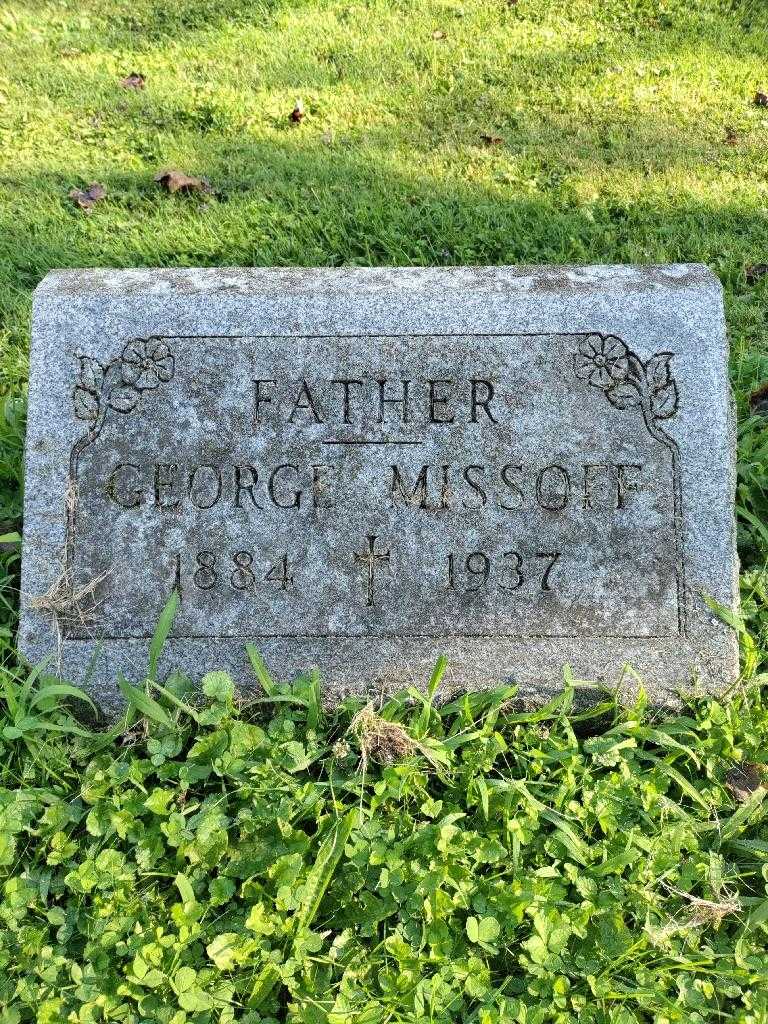 FATHER
GEORGE MISSOFF
1884 1937